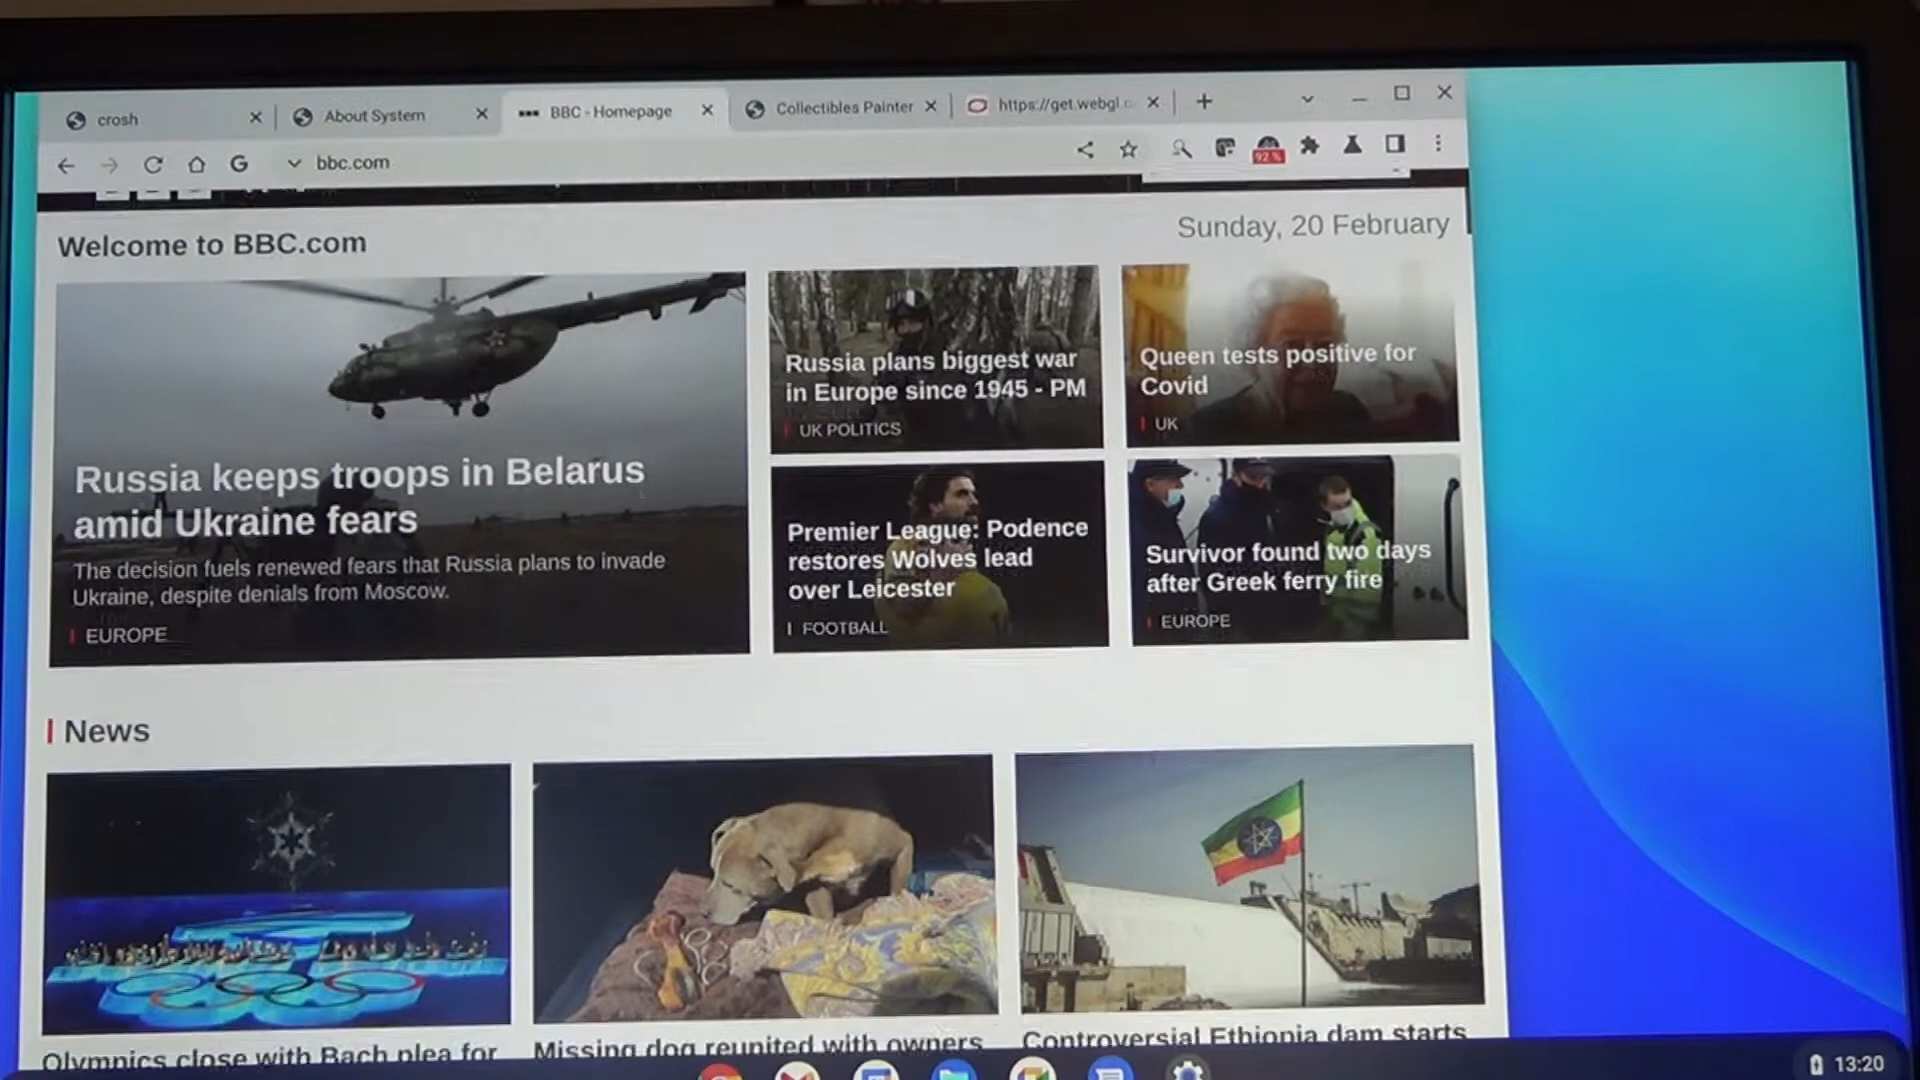 crosh
About System
BBC - Homepage
Collectibles Painter
https://get.webgl.
bbc.com
92 %
Welcome to BBC.com
Sunday, 20 February
Russia keeps troops in Belarus
amid Ukraine fears
The decision fuels renewed fears that Russia plans to invade
Ukraine, despite denials from Moscow.
EUROPE
Russia plans biggest war
in Europe since 1945 - PM
UK POLITICS
Queen tests positive for
Covid
UK
Premier League: Podence
restores Wolves lead
over Leicester
FOOTBALL
Survivor found two days
after Greek ferry fire
EUROPE
News
Olympics close with Bach plea for
Missing dog reunited with owners
Controversial Ethiopia dam starts
13:20